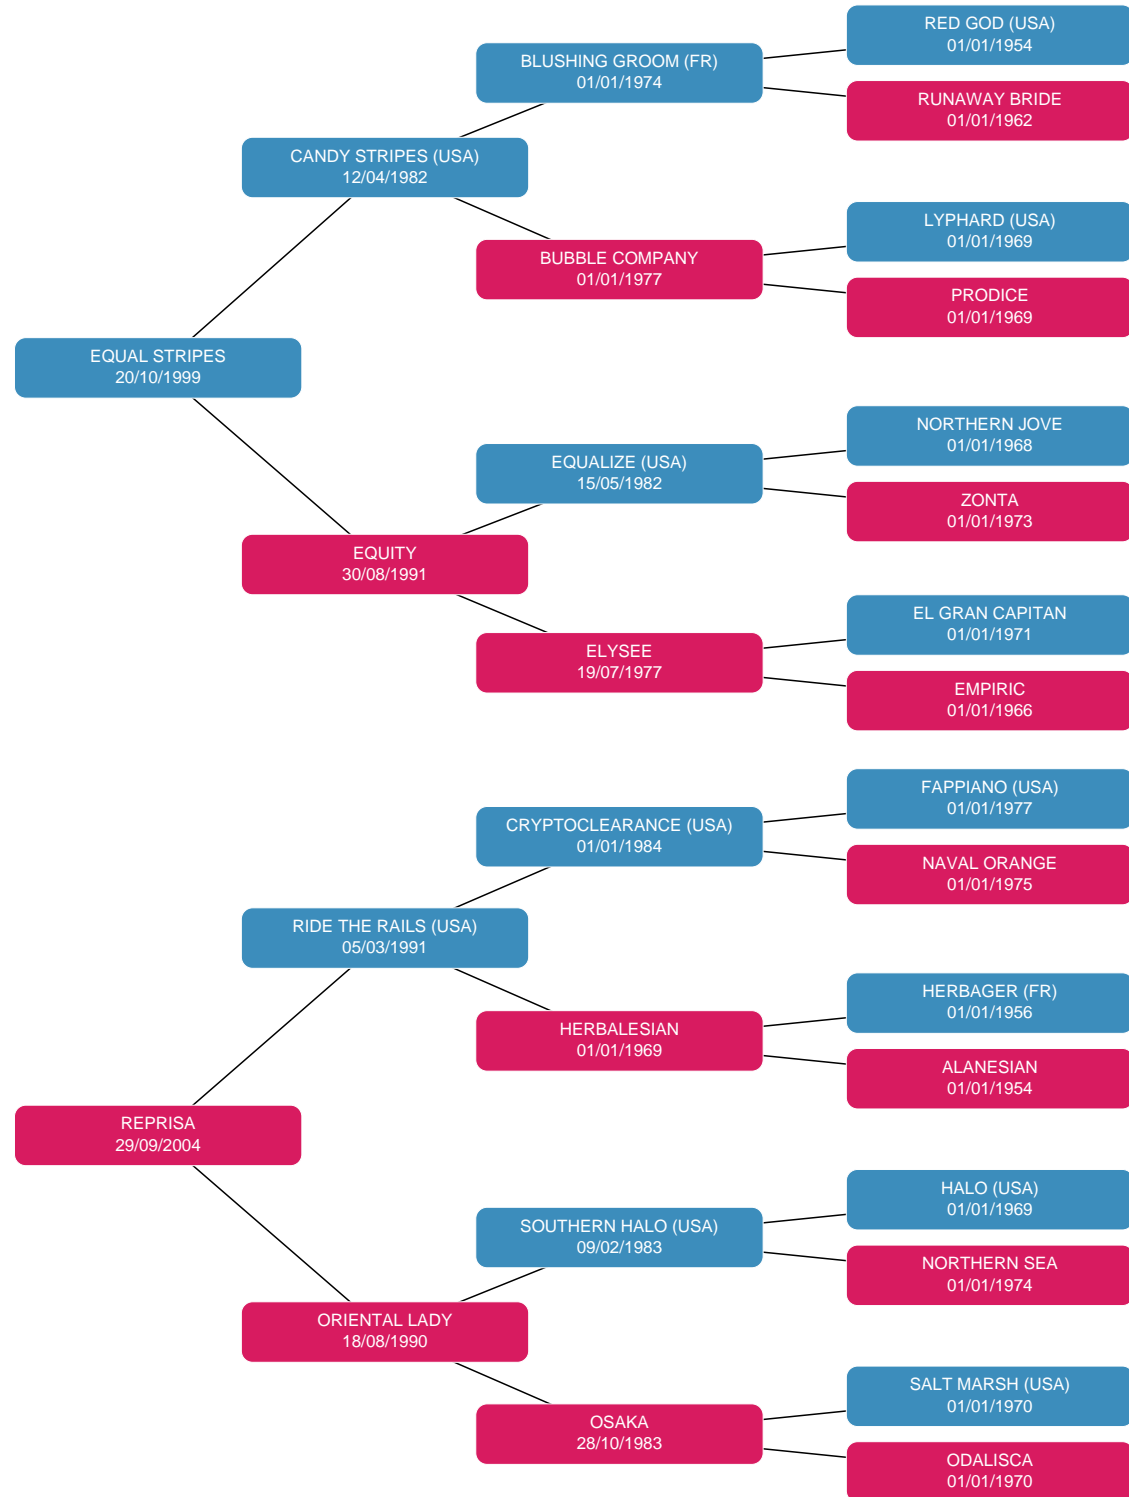 RED GOD (USA)
01/01/1954
BLUSHING GROOM (FR)
01/01/1974
RUNAWAY BRIDE
01/01/1962
CANDY STRIPES (USA)
12/04/1982
LYPHARD (USA)
01/01/1969
BUBBLE COMPANY
01/01/1977
PRODICE
01/01/1969
EQUAL STRIPES
20/10/1999
NORTHERN JOVE
01/01/1968
EQUALIZE (USA)
15/05/1982
ZONTA
01/01/1973
EQUITY
30/08/1991
EL GRAN CAPITAN
01/01/1971
ELYSEE
19/07/1977
EMPIRIC
01/01/1966
FAPPIANO (USA)
01/01/1977
CRYPTOCLEARANCE (USA)
01/01/1984
NAVAL ORANGE
01/01/1975
RIDE THE RAILS (USA)
05/03/1991
HERBAGER (FR)
01/01/1956
HERBALESIAN
01/01/1969
ALANESIAN
01/01/1954
REPRISA
29/09/2004
HALO (USA)
01/01/1969
SOUTHERN HALO (USA)
09/02/1983
NORTHERN SEA
01/01/1974
ORIENTAL LADY
18/08/1990
SALT MARSH (USA)
01/01/1970
OSAKA
28/10/1983
ODALISCA
01/01/1970